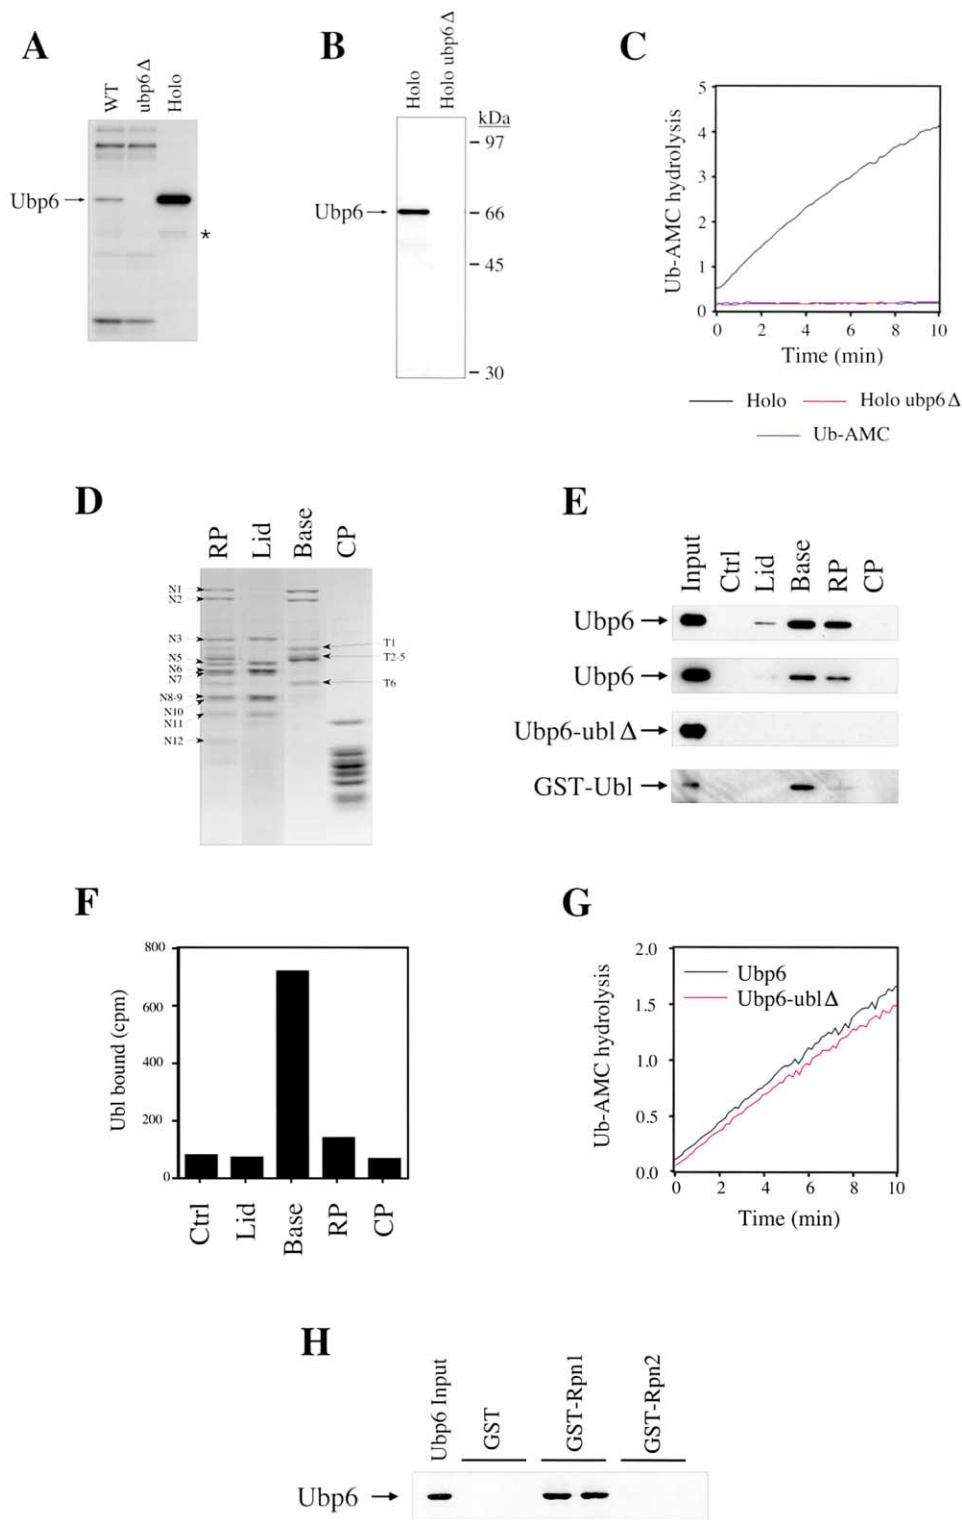 A
WT
ubp6 Δ
Holo
Ubp6
*
B
Holo
Holo ubp6 Δ
kDa
97
66
45
30
Ubp6
C
Ub-AMC hydrolysis
5
4
3
2
1
0
0 2 4 6 8 10
Time (min)
Holo
Holo ubp6 Δ
Ub-AMC
D
RP
Lid
Base
CP
N1
N2
N3
N5
N6
N7
N8-9
N10
N11
N12
T1
T2-5
T6
E
Input
Ctrl
Lid
Base
RP
CP
Ubp6
Ubp6
Ubp6-ubl Δ
GST-Ubl
F
Ubl bound (cpm)
800
600
400
200
0
Ctrl
Lid
Base
RP
CP
G
Ub-AMC hydrolysis
2.0
1.5
1.0
0.5
0.0
Ubp6
Ubp6-ubl Δ
0 2 4 6 8 10
Time (min)
H
Ubp6 Input
GST
GST-Rpn1
GST-Rpn2
Ubp6